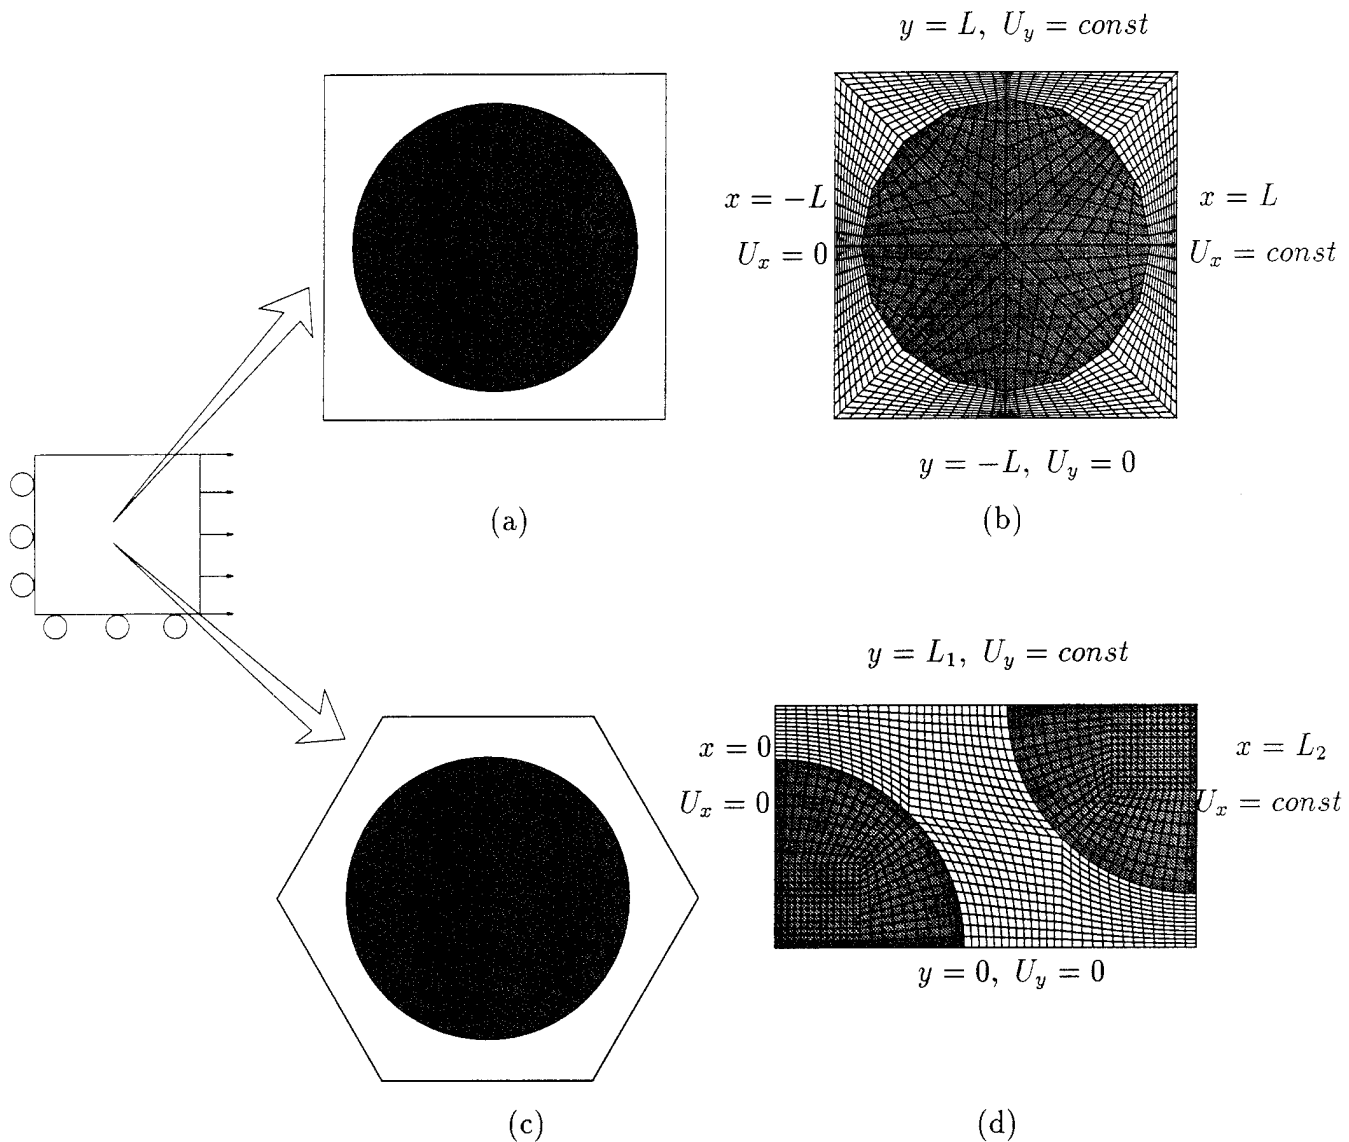 y = L, U_y = const
x = −L
U_x = 0
x = L
U_x = const
y = −L, U_y = 0
(a)
(b)
y = L_1, U_y = const
x = 0
U_x = 0
x = L_2
U_x = const
y = 0, U_y = 0
(c)
(d)